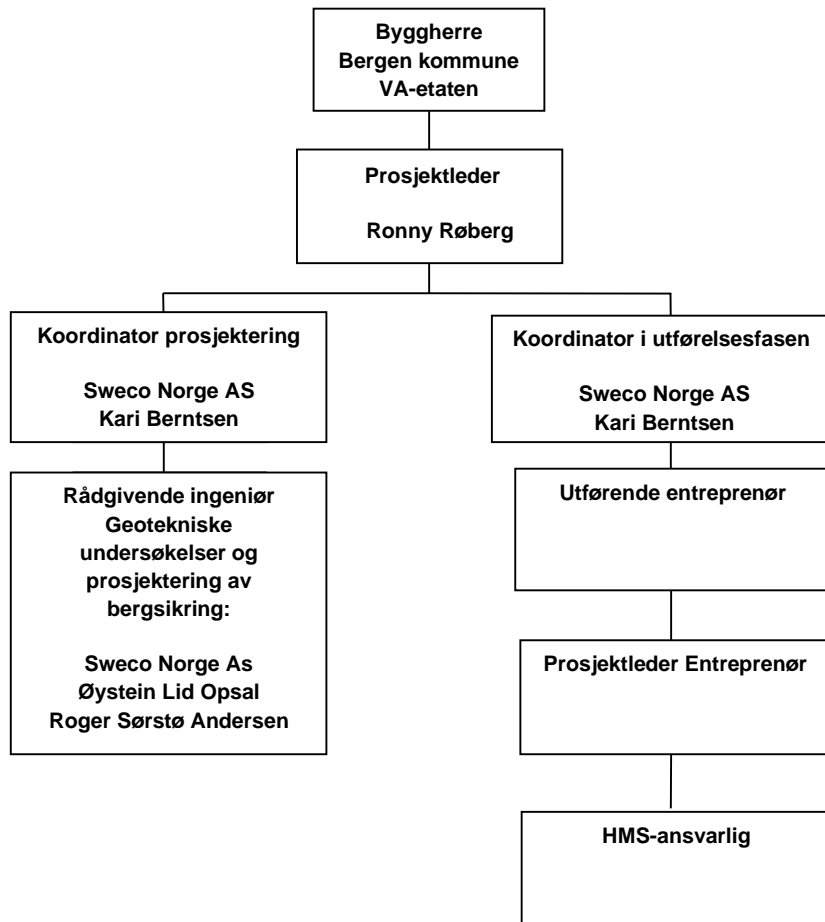 Byggherre
Bergen kommune
VA-etaten
Prosjektleder
Ronny Røberg
Koordinator prosjektering
Sweco Norge AS
Kari Berntsen
Koordinator i utførelsesfasen
Sweco Norge AS
Kari Berntsen
Rådgivende ingeniør
Geotekniske
undersøkelser og
prosjektering av
bergsikring:
Sweco Norge As
Øystein Lid Opsal
Roger Sørstø Andersen
Utførende entreprenør
Prosjektleder Entreprenør
HMS-ansvarlig